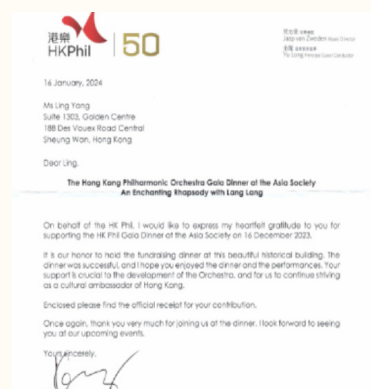 港樂
HKPhil
50
Jaap van Zweden Music Director
Yu Long Principal Guest Conductor
16 January, 2024
Ms Ling Yang
Suite 1303, Golden Centre
188 Des Voeux Road Central
Sheung Wan, Hong Kong
Dear Ling,
The Hong Kong Philharmonic Orchestra Gala Dinner at the Asia Society
An Enchanting Rhapsody with Lang Lang
On behalf of the HK Phil, I would like to express my heartfelt gratitude to you for
supporting the HK Phil Gala Dinner at the Asia Society on 16 December 2023.
It is our honor to hold the fundraising dinner at this beautiful historical building. The
dinner was successful, and I hope you enjoyed the dinner and the performances. Your
support is crucial to the development of the Orchestra, and for us to continue striving
as a cultural ambassador of Hong Kong.
Enclosed please find the official receipt for your contribution.
Once again, thank you very much for joining us at the dinner. I look forward to seeing
you at our upcoming events.
Yours sincerely,